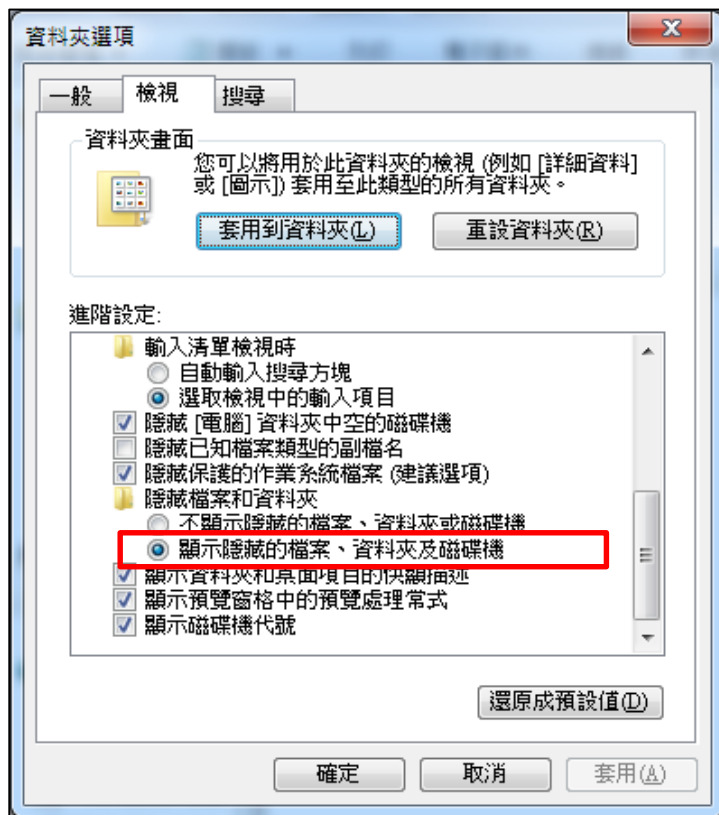 資料夾選項
一般 檢視 搜尋
資料夾畫面
您可以將用於此資料夾的檢視 (例如 [詳細資料]
或 [圖示]) 套用至此類型的所有資料夾。
套用到資料夾(L) 重設資料夾(R)
進階設定:
輸入清單檢視時
自動輸入搜尋方塊
選取檢視中的輸入項目
隱藏 [電腦] 資料夾中空的磁碟機
隱藏已知檔案類型的副檔名
隱藏保護的作業系統檔案 (建議選項)
隱藏檔案和資料夾
不顯示隱藏的檔案、資料夾或磁碟機
顯示隱藏的檔案、資料夾及磁碟機
顯示資料夾和桌面項目的快顯描述
顯示預覽窗格中的預覽處理常式
顯示磁碟機代號
還原成預設值(D)
確定 取消 套用(A)